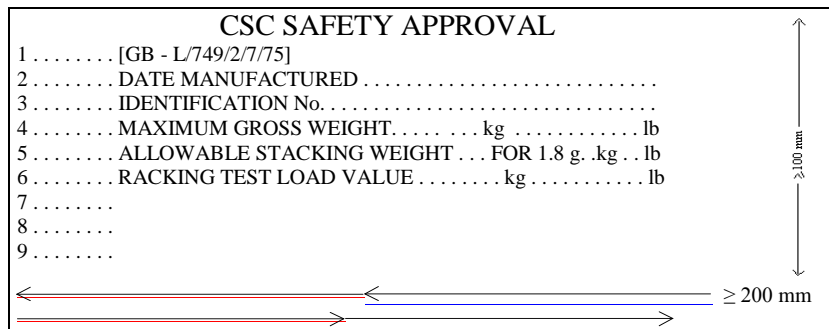 CSC SAFETY APPROVAL
1 . . . . . . . . [GB - L/749/2/7/75]
2 . . . . . . . . DATE MANUFACTURED . . . . . . . . . . . . . . . . . . . . . . . . . . .
3 . . . . . . . . IDENTIFICATION No. . . . . . . . . . . . . . . . . . . . . . . . . . . . . . .
4 . . . . . . . . MAXIMUM GROSS WEIGHT. . . . . . . . kg . . . . . . . . . . . . lb
5 . . . . . . . . ALLOWABLE STACKING WEIGHT . . . FOR 1.8 g. .kg . . lb
6 . . . . . . . . RACKING TEST LOAD VALUE . . . . . . . . kg . . . . . . . . . . . lb
7 . . . . . . . .
8 . . . . . . . .
9 . . . . . . . .
≥100 mm
≥ 200 mm